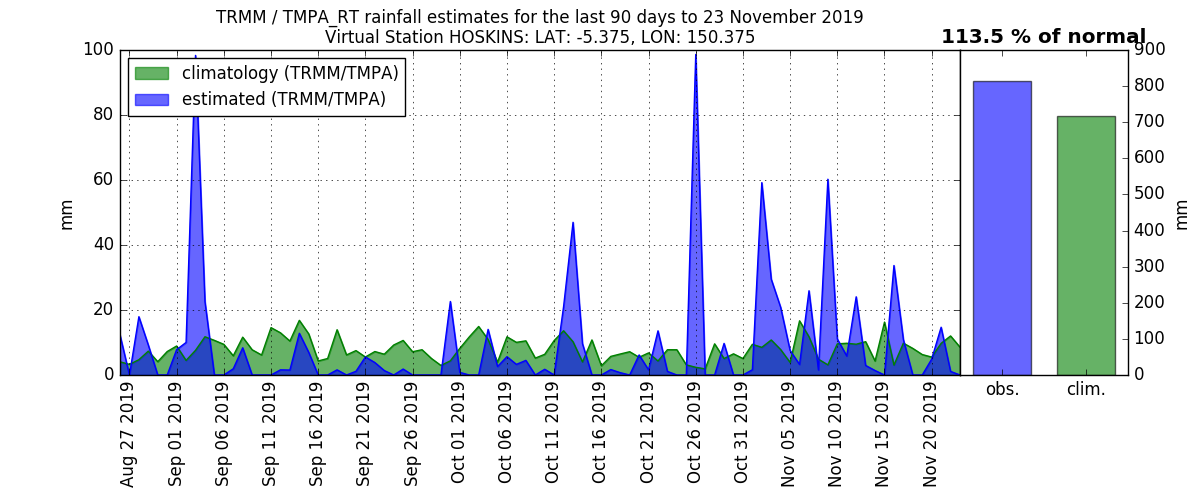 TRMM / TMPA_RT rainfall estimates for the last 90 days to 23 November 2019
Virtual Station HOSKINS: LAT: -5.375, LON: 150.375
113.5 % of normal
climatology (TRMM/TMPA)
estimated (TRMM/TMPA)
100
80
60
40
20
0
mm
Aug 27 2019
Sep 01 2019
Sep 06 2019
Sep 11 2019
Sep 16 2019
Sep 21 2019
Sep 26 2019
Oct 01 2019
Oct 06 2019
Oct 11 2019
Oct 16 2019
Oct 21 2019
Oct 26 2019
Oct 31 2019
Nov 05 2019
Nov 10 2019
Nov 15 2019
Nov 20 2019
900
800
700
600
500
400
300
200
100
0
mm
obs.
clim.